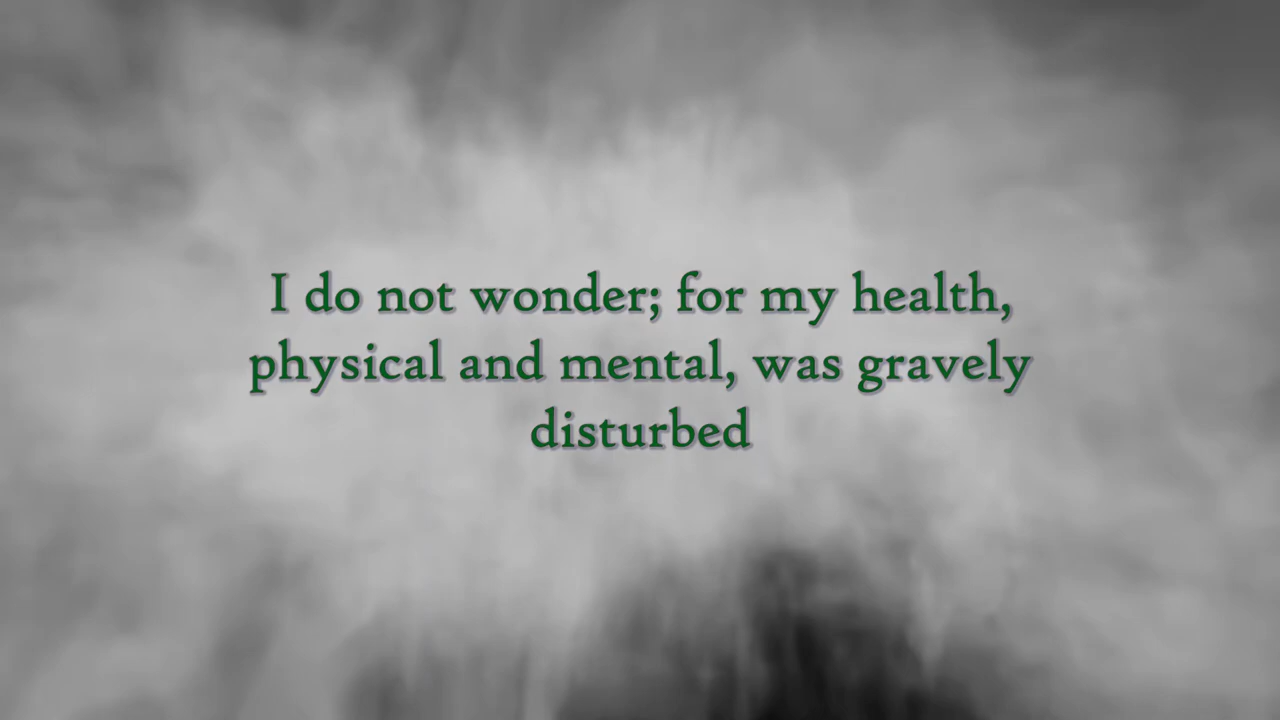 I do not wonder; for my health,
physical and mental, was gravely
disturbed